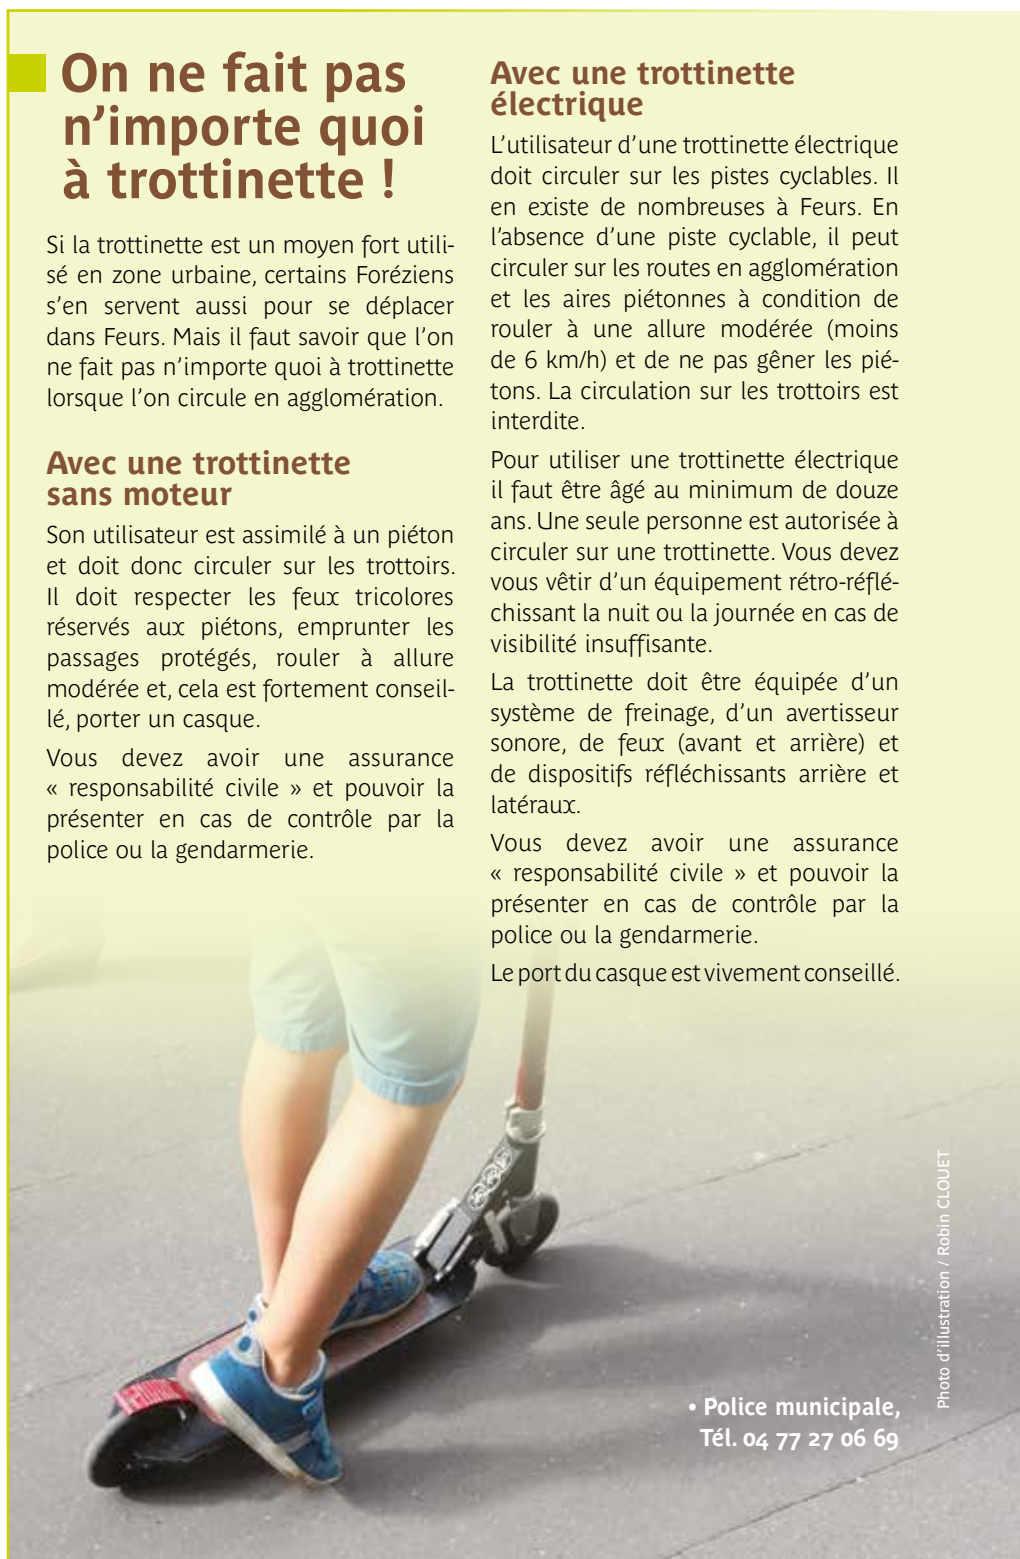 On ne fait pas
n’importe quoi
à trottinette !
Si la trottinette est un moyen fort utili-
sé en zone urbaine, certains Foréziens
s’en servent aussi pour se déplacer
dans Feurs. Mais il faut savoir que l’on
ne fait pas n’importe quoi à trottinette
lorsque l’on circule en agglomération.
Avec une trottinette
sans moteur
Son utilisateur est assimilé à un piéton
et doit donc circuler sur les trottoirs.
Il doit respecter les feux tricolores
réservés aux piétons, emprunter les
passages protégés, rouler à allure
modérée et, cela est fortement conseil-
lé, porter un casque.
Vous devez avoir une assurance
« responsabilité civile » et pouvoir la
présenter en cas de contrôle par la
police ou la gendarmerie.
Avec une trottinette
électrique
L’utilisateur d’une trottinette électrique
doit circuler sur les pistes cyclables. Il
en existe de nombreuses à Feurs. En
l’absence d’une piste cyclable, il peut
circuler sur les routes en agglomération
et les aires piétonnes à condition de
rouler à une allure modérée (moins
de 6 km/h) et de ne pas gêner les pié-
tons. La circulation sur les trottoirs est
interdite.
Pour utiliser une trottinette électrique
il faut être âgé au minimum de douze
ans. Une seule personne est autorisée à
circuler sur une trottinette. Vous devez
vous vêtir d’un équipement rétro-réflé-
chissant la nuit ou la journée en cas de
visibilité insuffisante.
La trottinette doit être équipée d’un
système de freinage, d’un avertisseur
sonore, de feux (avant et arrière) et
de dispositifs réfléchissants arrière et
latéraux.
Vous devez avoir une assurance
« responsabilité civile » et pouvoir la
présenter en cas de contrôle par la
police ou la gendarmerie.
Le port du casque est vivement conseillé.
• Police municipale,
Tél. 04 77 27 06 69
Photo d’illustration / Robin CLOUET